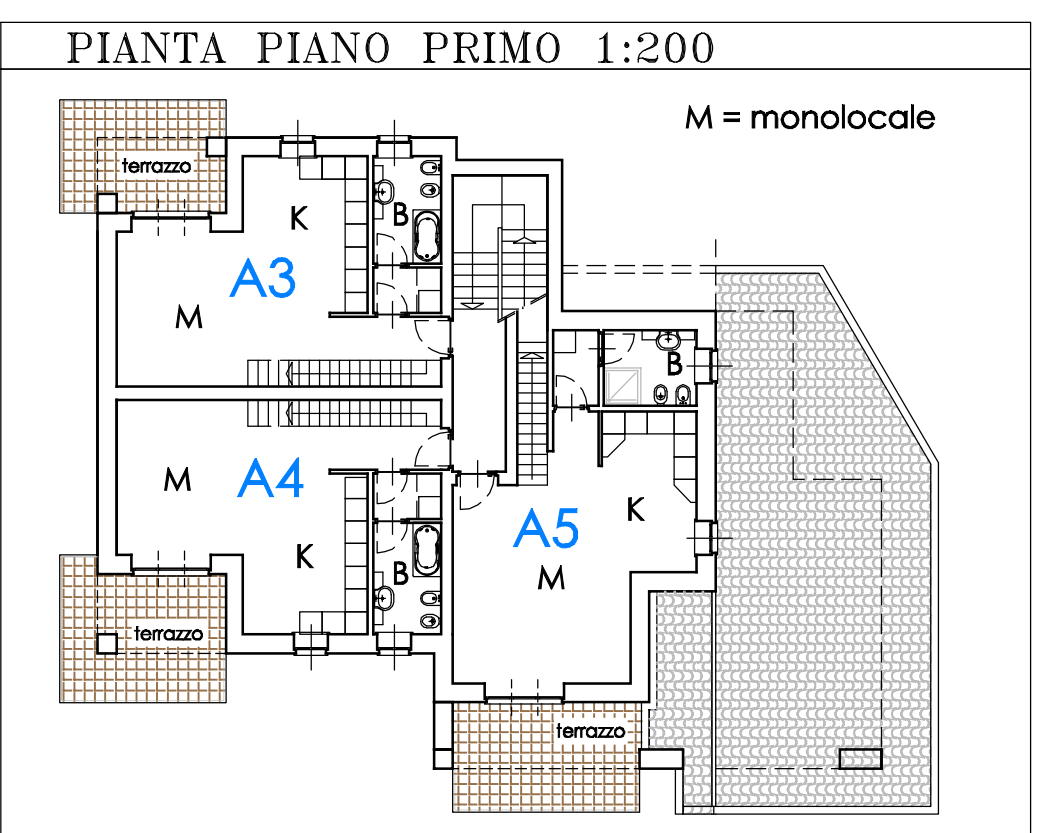 PIANTA PIANO PRIMO 1:200
M = monolocale
terrazzo
K
B
A3
M
B
M
A4
K
A5
K
B
M
terrazzo
terrazzo